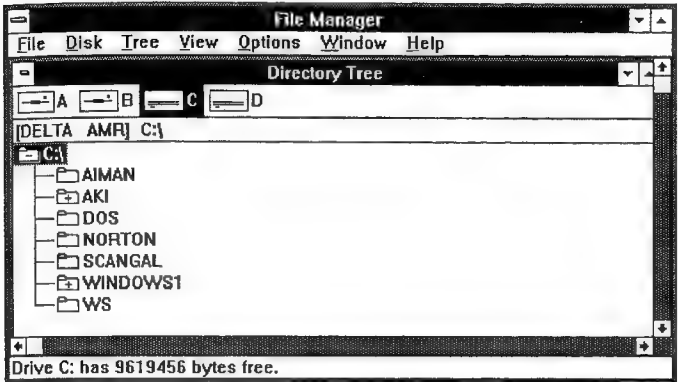 File Manager
File Disk Tree View Options Window Help
Directory Tree
A B C D
[DELTA AMR] C:\
C:\
AIMAN
AKI
DOS
NORTON
SCANGAL
WINDOWS1
WS
Drive C: has 9619456 bytes free.